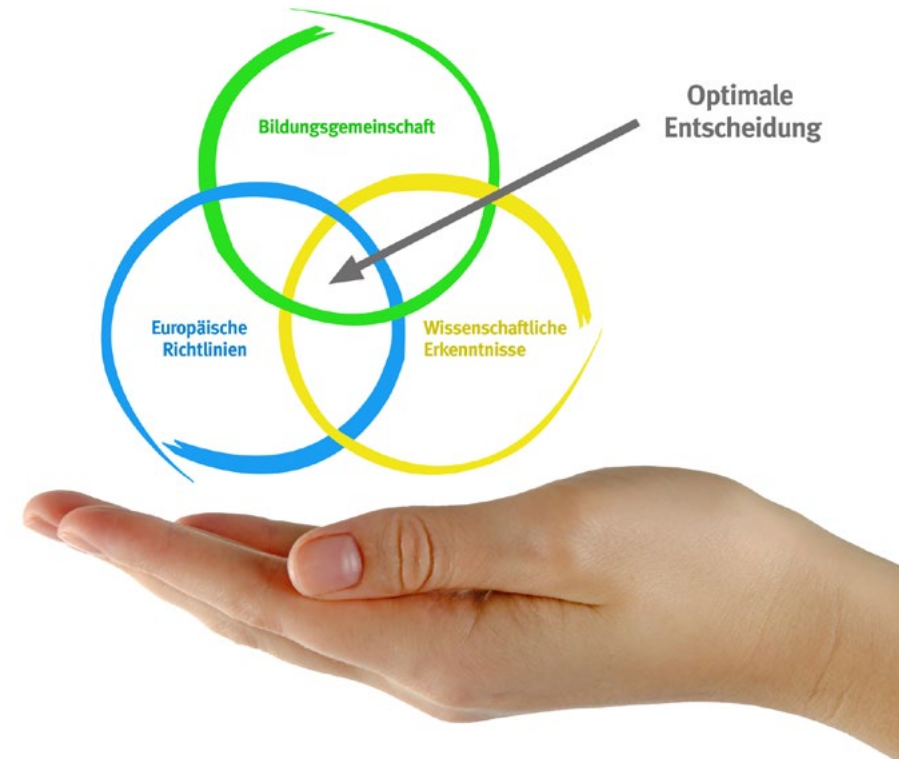 Bildungsgemeinschaft
Optimale
Entscheidung
Europäische
Richtlinien
Wissenschaftliche
Erkenntnisse